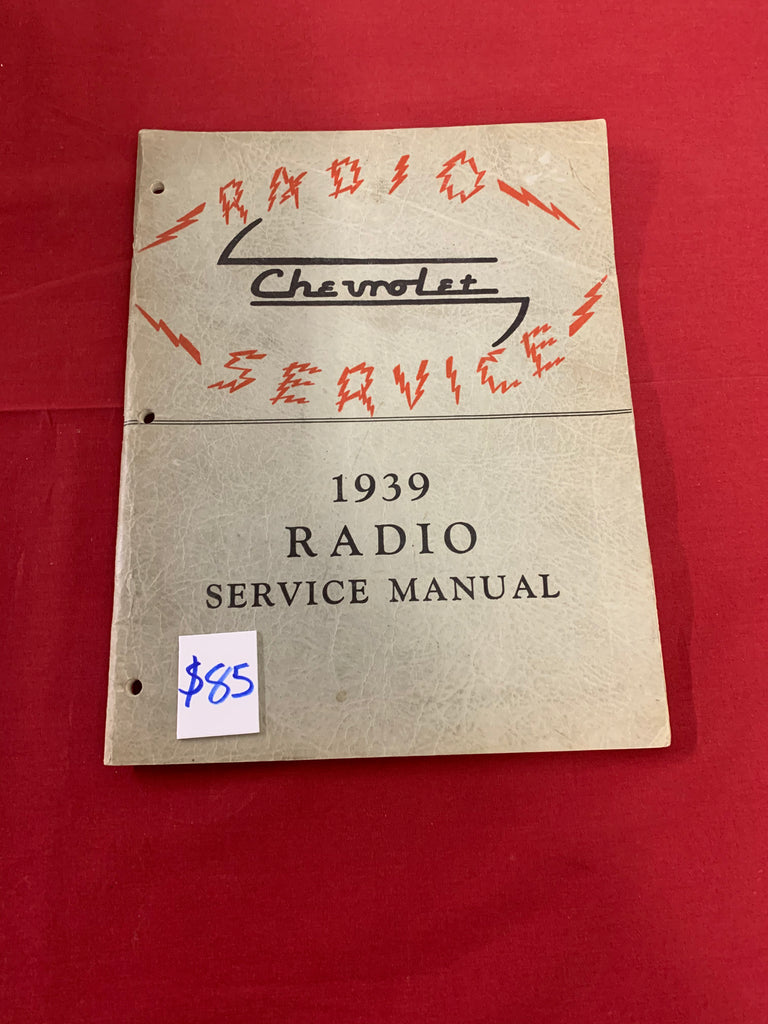 RADIO
Chevrolet
SERVICE
1939
RADIO
SERVICE MANUAL
$85